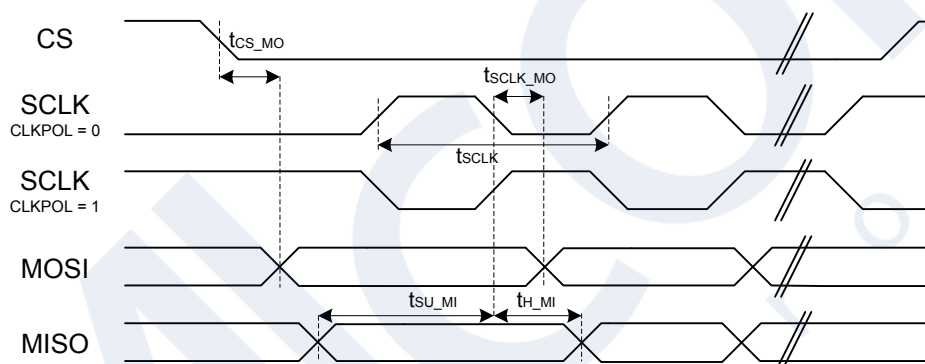 CS
tCS_MO
tSCLK_MO
SCLK
CLKPOL = 0
tSCLK
SCLK
CLKPOL = 1
MOSI
tSU_MI
tH_MI
MISO